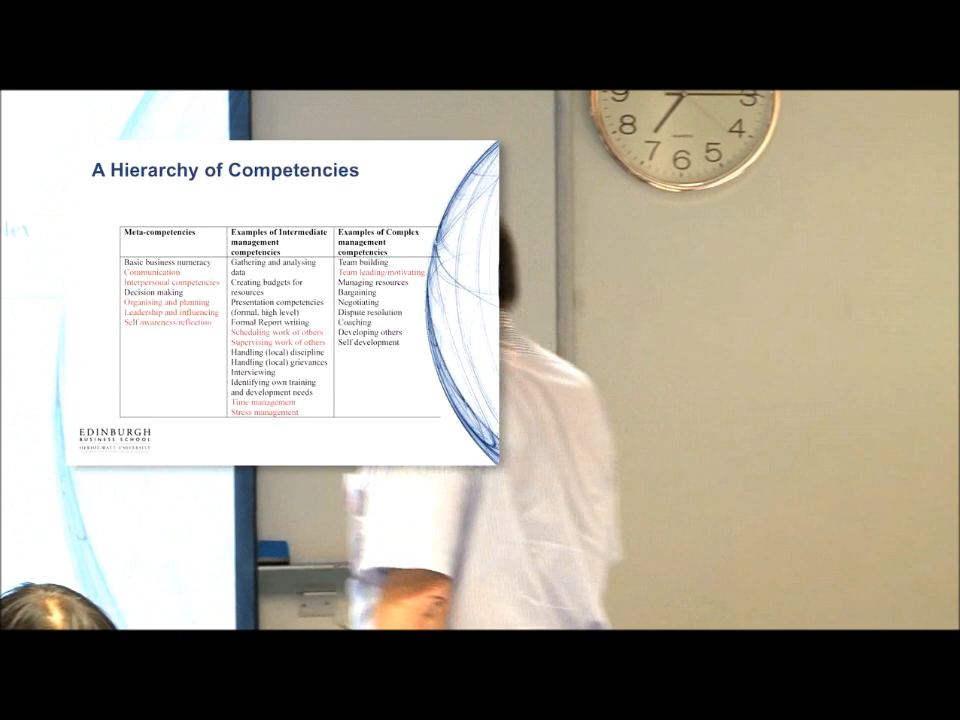 A Hierarchy of Competencies
Meta-competencies
Basic business numeracy
Communication
Interpersonal competencies
Decision making
Organising and planning
Leadership and influencing
Self awareness/reflection
Examples of Intermediate
management
competencies
Gathering and analysing
data
Creating budgets for
resources
Presentation competencies
(formal, high level)
Formal Report writing
Scheduling work of others
Supervising work of others
Handling (local) discipline
Handling (local) grievances
Interviewing
Identifying own training
and development needs
Time management
Stress management
Examples of Complex
management
competencies
Team building
Team leading/motivating
Managing resources
Bargaining
Negotiating
Dispute resolution
Coaching
Developing others
Self development
EDINBURGH
BUSINESS SCHOOL
HERIOT-WATT UNIVERSITY
lex
9
3
8
4
7
6
5